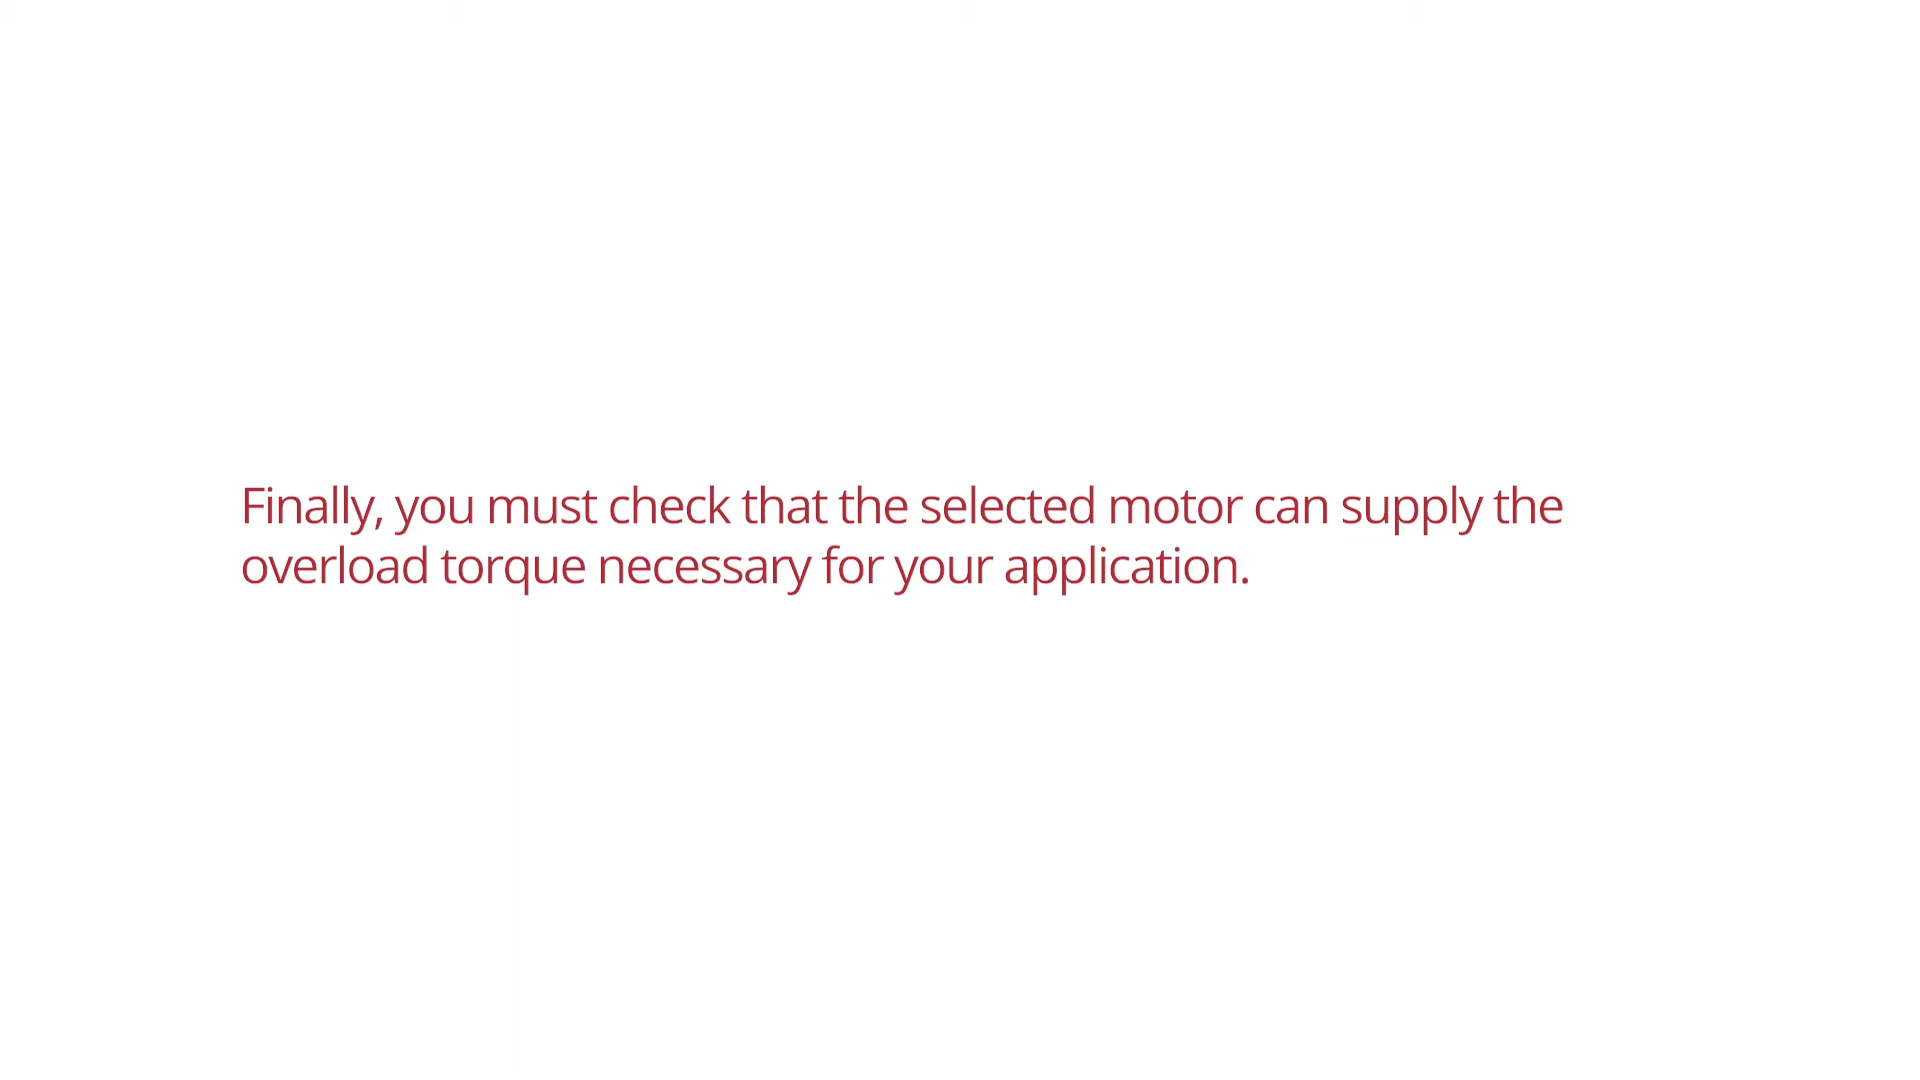 Finally, you must check that the selected motor can supply the
overload torque necessary for your application.